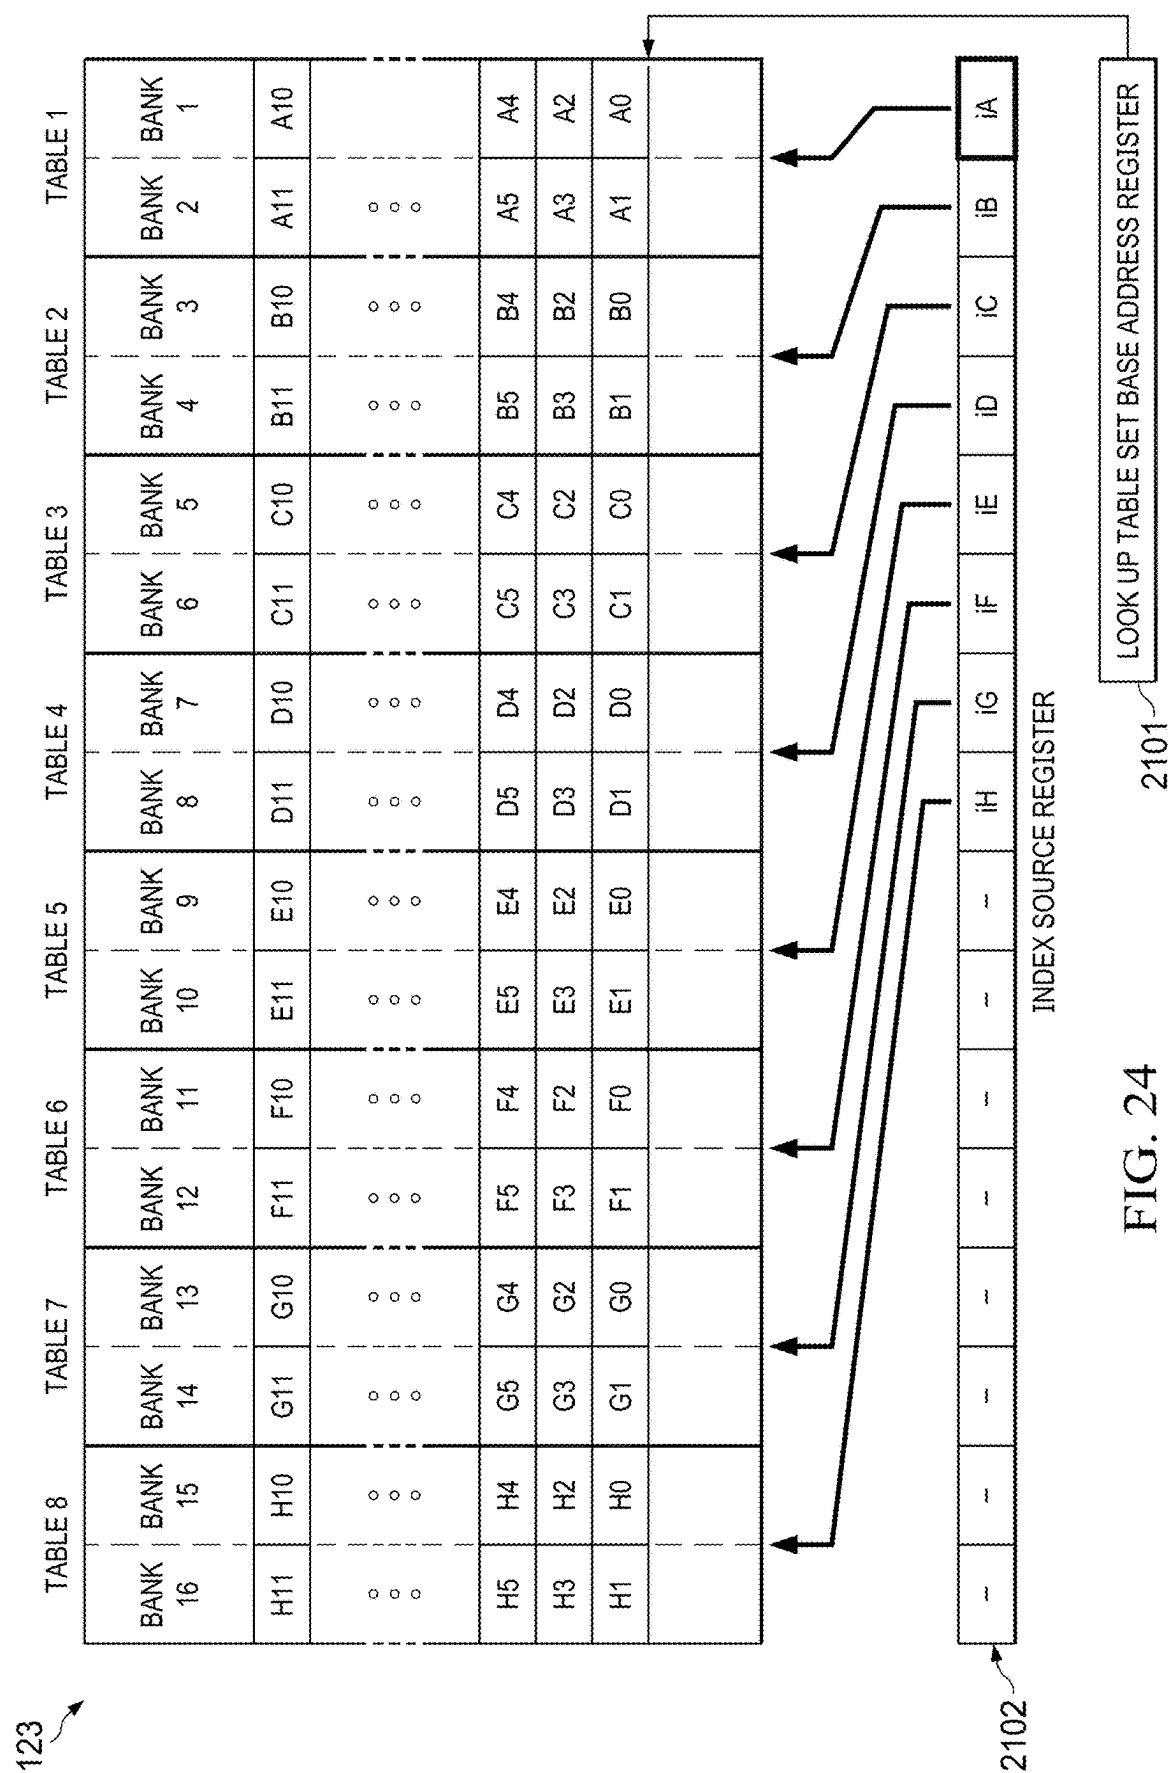 123
TABLE 8 TABLE 7 TABLE 6 TABLE 5 TABLE 4 TABLE 3 TABLE 2 TABLE 1
BANK BANK BANK BANK BANK BANK BANK BANK BANK BANK BANK BANK BANK BANK BANK BANK
16 15 14 13 12 11 10 9 8 7 6 5 4 3 2 1
H11 H10 G11 G10 F11 F10 E11 E10 D11 D10 C11 C10 B11 B10 A11 A10
H5 H4 G5 G4 F5 F4 E5 E4 D5 D4 C5 C4 B5 B4 A5 A4
H3 H2 G3 G2 F3 F2 E3 E2 D3 D2 C3 C2 B3 B2 A3 A2
H1 H0 G1 G0 F1 F0 E1 E0 D1 D0 C1 C0 B1 B0 A1 A0
– – – – – – – – iH iG iF iE iD iC iB iA
2102
INDEX SOURCE REGISTER
LOOK UP TABLE SET BASE ADDRESS REGISTER
2101
FIG. 24